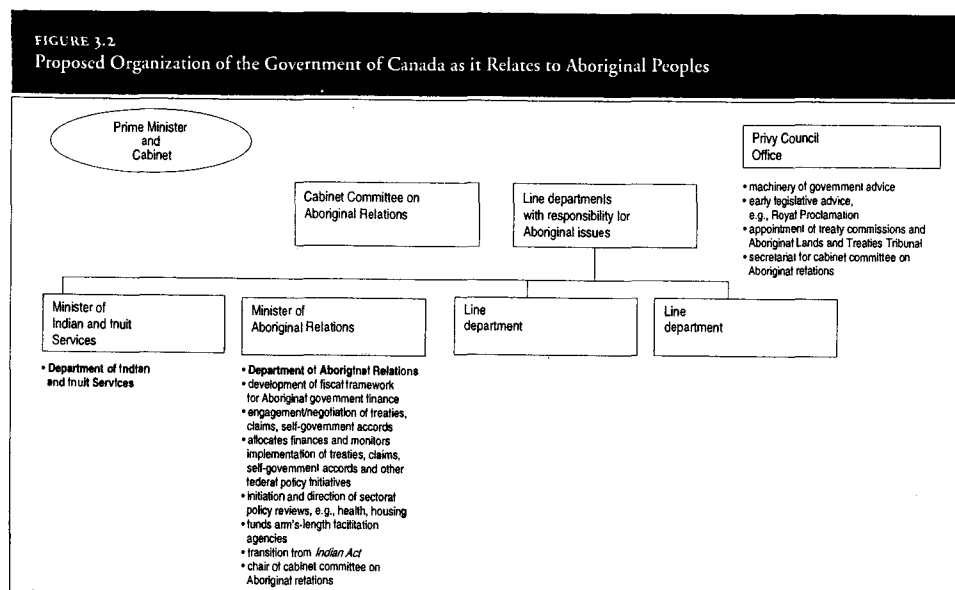 FIGURE 3.2
Proposed Organization of the Government of Canada as it Relates to Aboriginal Peoples
Prime Minister
and
Cabinet
Privy Council
Office
• machinery of government advice
• early legislative advice,
e.g., Royal Proclamation
• appointment of treaty commissions and
Aboriginal Lands and Treaties Tribunal
• secretariat for cabinet committee on
Aboriginal relations
Cabinet Committee on
Aboriginal Relations
Line departments
with responsibility for
Aboriginal issues
Minister of
Indian and Inuit
Services
• Department of Indian
and Inuit Services
Minister of
Aboriginal Relations
• Department of Aboriginal Relations
• development of fiscal framework
for Aboriginal government finance
• engagement/negotiation of treaties,
claims, self-government accords
• allocates finances and monitors
implementation of treaties, claims,
self-government accords and other
federal policy initiatives
• initiation and direction of sectoral
policy reviews, e.g., health, housing
• funds arm's-length facilitation
agencies
• transition from Indian Act
• chair of cabinet committee on
Aboriginal relations
Line
department
Line
department